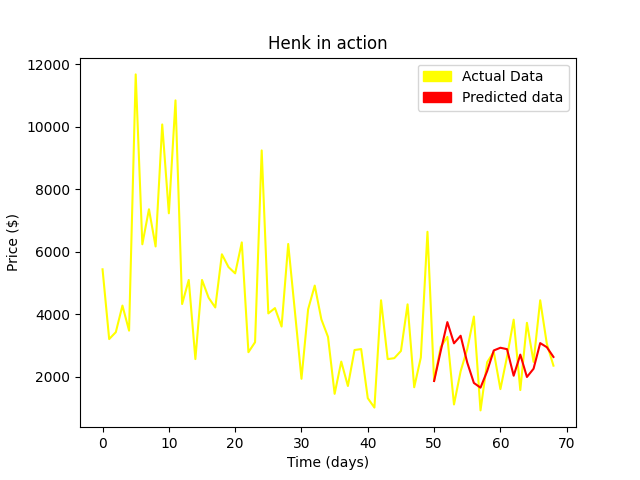 Henk in action
Actual Data
Predicted data
Price ($)
12000
10000
8000
6000
4000
2000
0 10 20 30 40 50 60 70
Time (days)